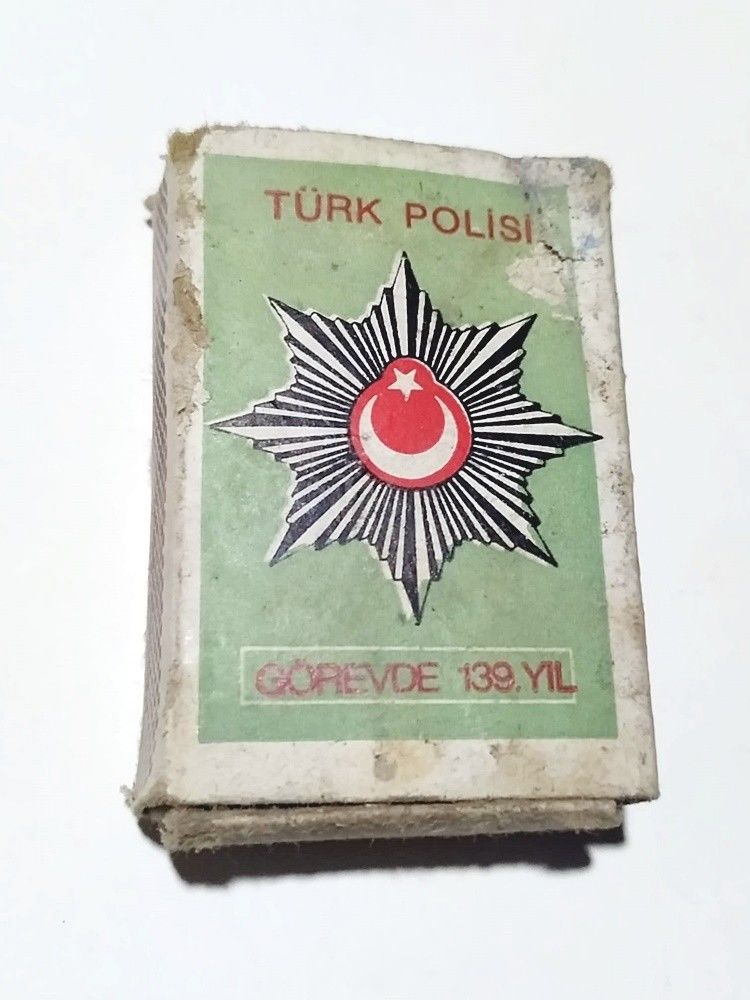 TÜRK POLİSİ
GÖREVDE 139.YIL